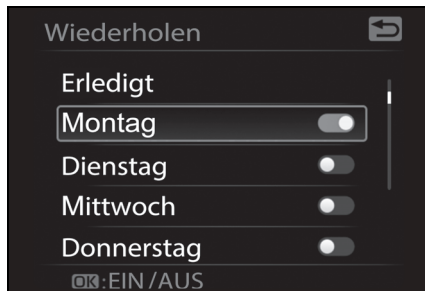 Wiederholen
Erledigt
Montag
Dienstag
Mittwoch
Donnerstag
OK:EIN/AUS